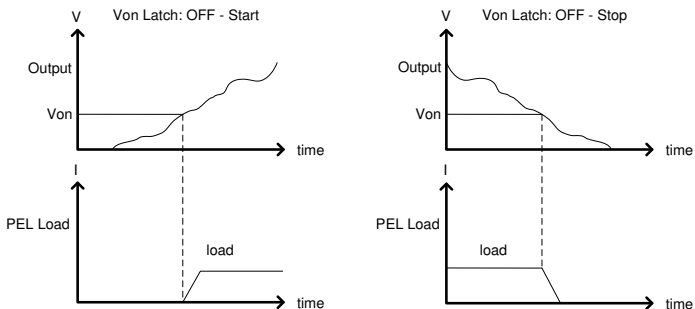 V Von Latch: OFF - Start
Output
Von
time
I
PEL Load
load
time
V Von Latch: OFF - Stop
Output
Von
time
I
PEL Load
load
time